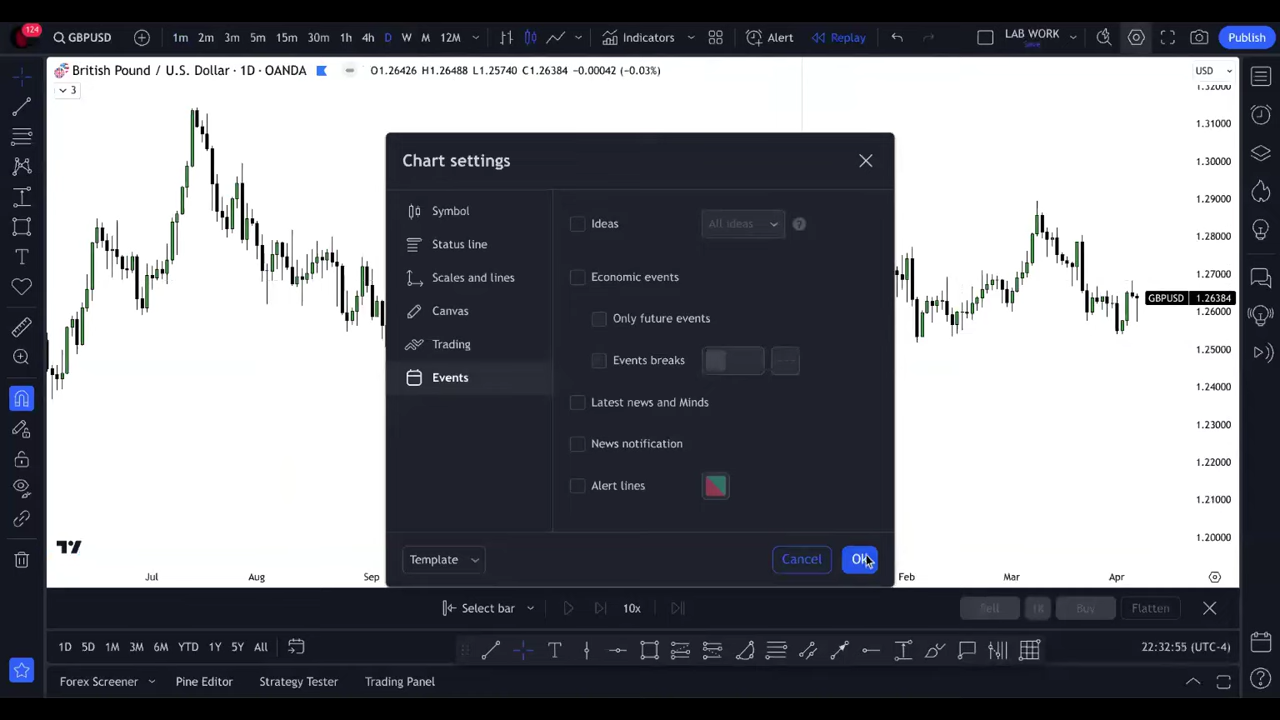 124
GBPUSD
1m 2m 3m 5m 15m 30m 1h 4h D W M 12M
Indicators
Alert
Replay
LAB WORK
Save
Publish
British Pound / U.S. Dollar · 1D · OANDA
O1.26426 H1.26488 L1.25740 C1.26384 -0.00042 (-0.03%)
USD
3
1.32000
1.31000
1.30000
1.29000
1.28000
1.27000
GBPUSD 1.26384
1.26000
1.25000
1.24000
1.23000
1.22000
1.21000
1.20000
Chart settings
Symbol
Status line
Scales and lines
Canvas
Trading
Events
Ideas
All ideas
?
Economic events
Only future events
Events breaks
Latest news and Minds
News notification
Alert lines
Template
Cancel
Ok
Jul Aug Sep Feb Mar Apr
Select bar
10x
Sell
1K
Buy
Flatten
1D 5D 1M 3M 6M YTD 1Y 5Y All
22:32:55 (UTC-4)
Forex Screener
Pine Editor
Strategy Tester
Trading Panel